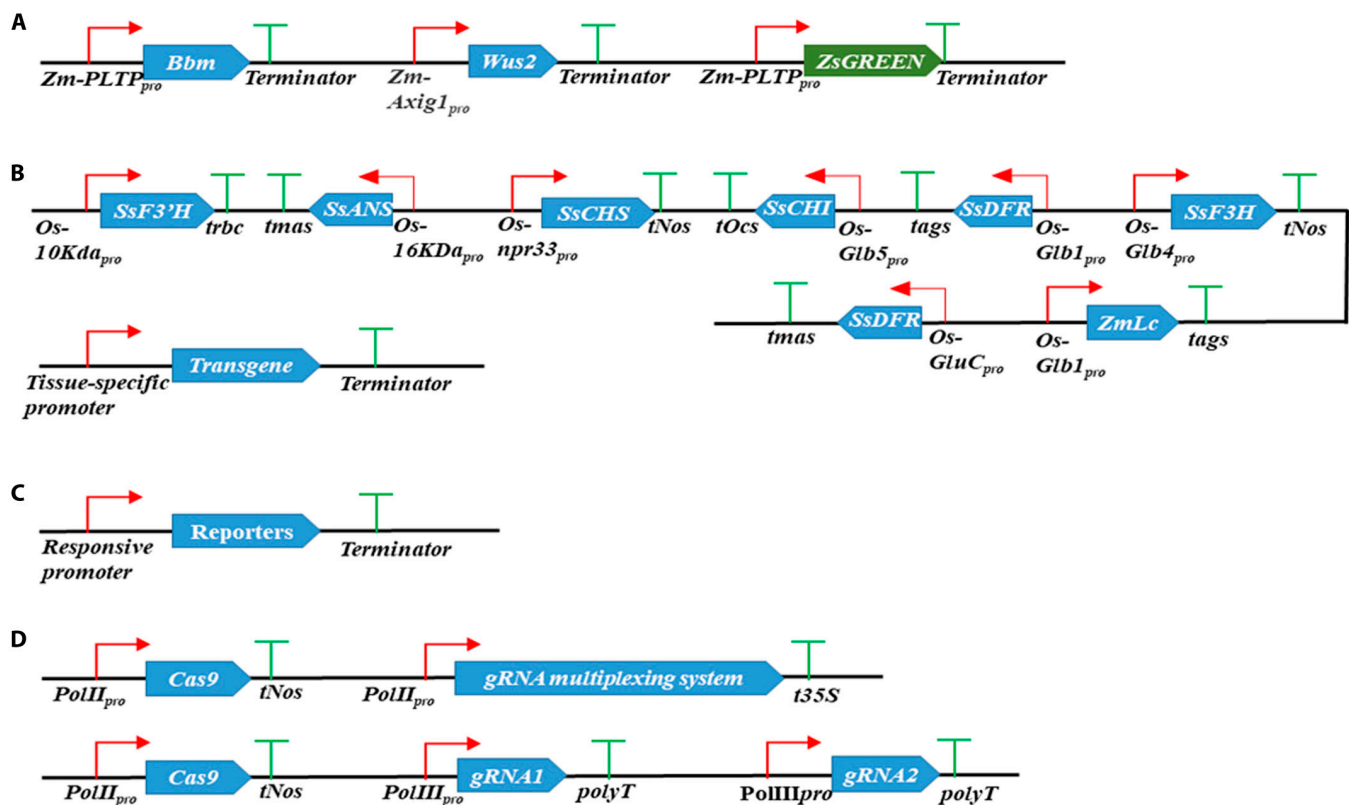 A
Bbm
Wus2
ZsGREEN
Zm-PLTPpro
Terminator
Zm-
Axig1pro
Terminator
Zm-PLTPpro
Terminator
B
SsF3'H
SsANS
SsCHS
SsCHI
SsDFR
SsF3H
Os-
10Kdapro
trbc
tmas
Os-
16KDapro
Os-
npr33pro
tNos
tOcs
Os-
Glb5pro
tags
Os-
Glb1pro
Os-
Glb4pro
tNos
SsDFR
ZmLc
tmas
Os-
GluCpro
Os-
Glb1pro
tags
Transgene
Tissue-specific
promoter
Terminator
C
Reporters
Responsive
promoter
Terminator
D
Cas9
gRNA multiplexing system
PolIIpro
tNos
PolIIpro
t35S
Cas9
gRNA1
gRNA2
PolIIpro
tNos
PolIIIpro
polyT
PolIIIpro
polyT